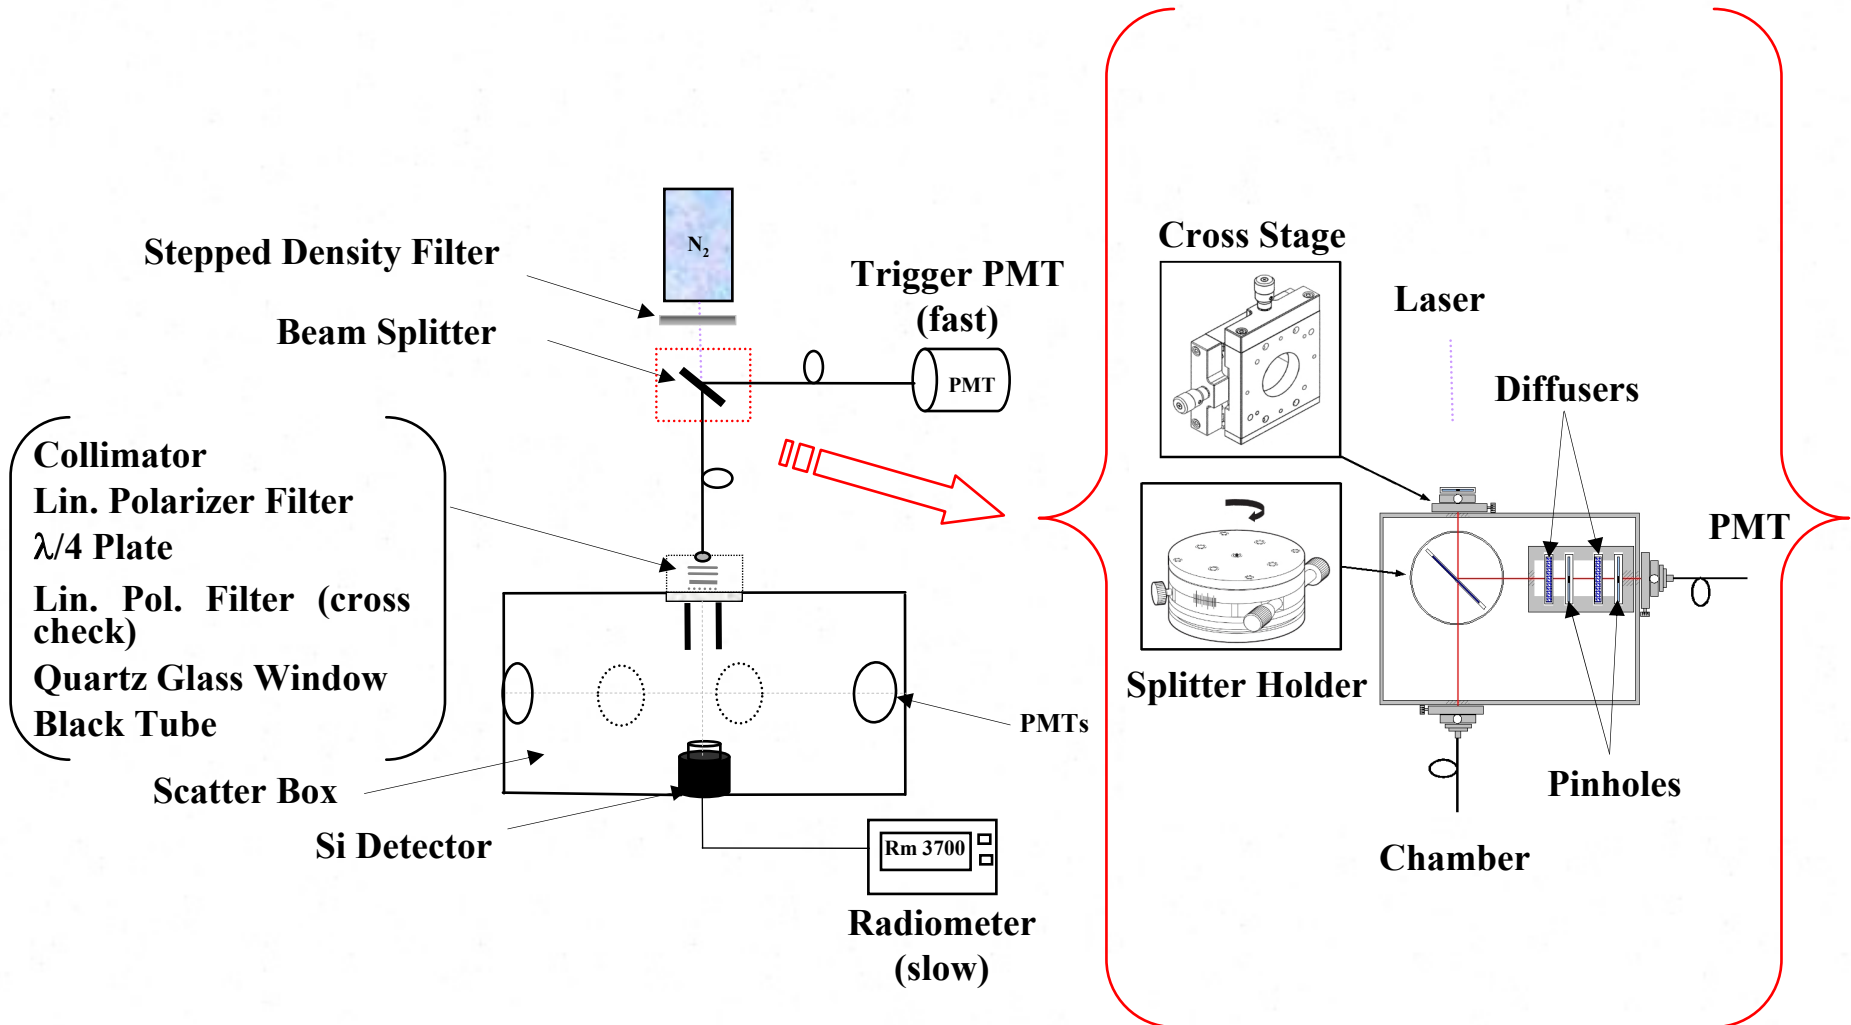 Stepped Density Filter
N2
Beam Splitter
Trigger PMT
(fast)
PMT
Collimator
Lin. Polarizer Filter
λ/4 Plate
Lin. Pol. Filter (cross
check)
Quartz Glass Window
Black Tube
Scatter Box
Si Detector
PMTs
Rm 3700
Radiometer
(slow)
Cross Stage
Laser
Diffusers
PMT
Splitter Holder
Pinholes
Chamber